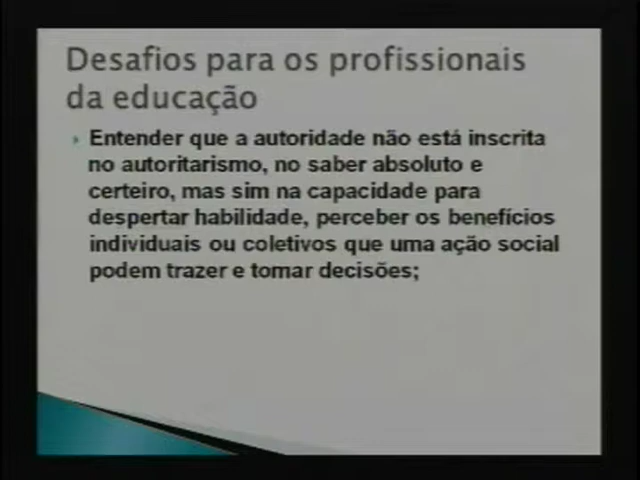 Desafios para os profissionais
da educação
Entender que a autoridade não está inscrita
no autoritarismo, no saber absoluto e
certeiro, mas sim na capacidade para
despertar habilidade, perceber os benefícios
individuais ou coletivos que uma ação social
podem trazer e tomar decisões;